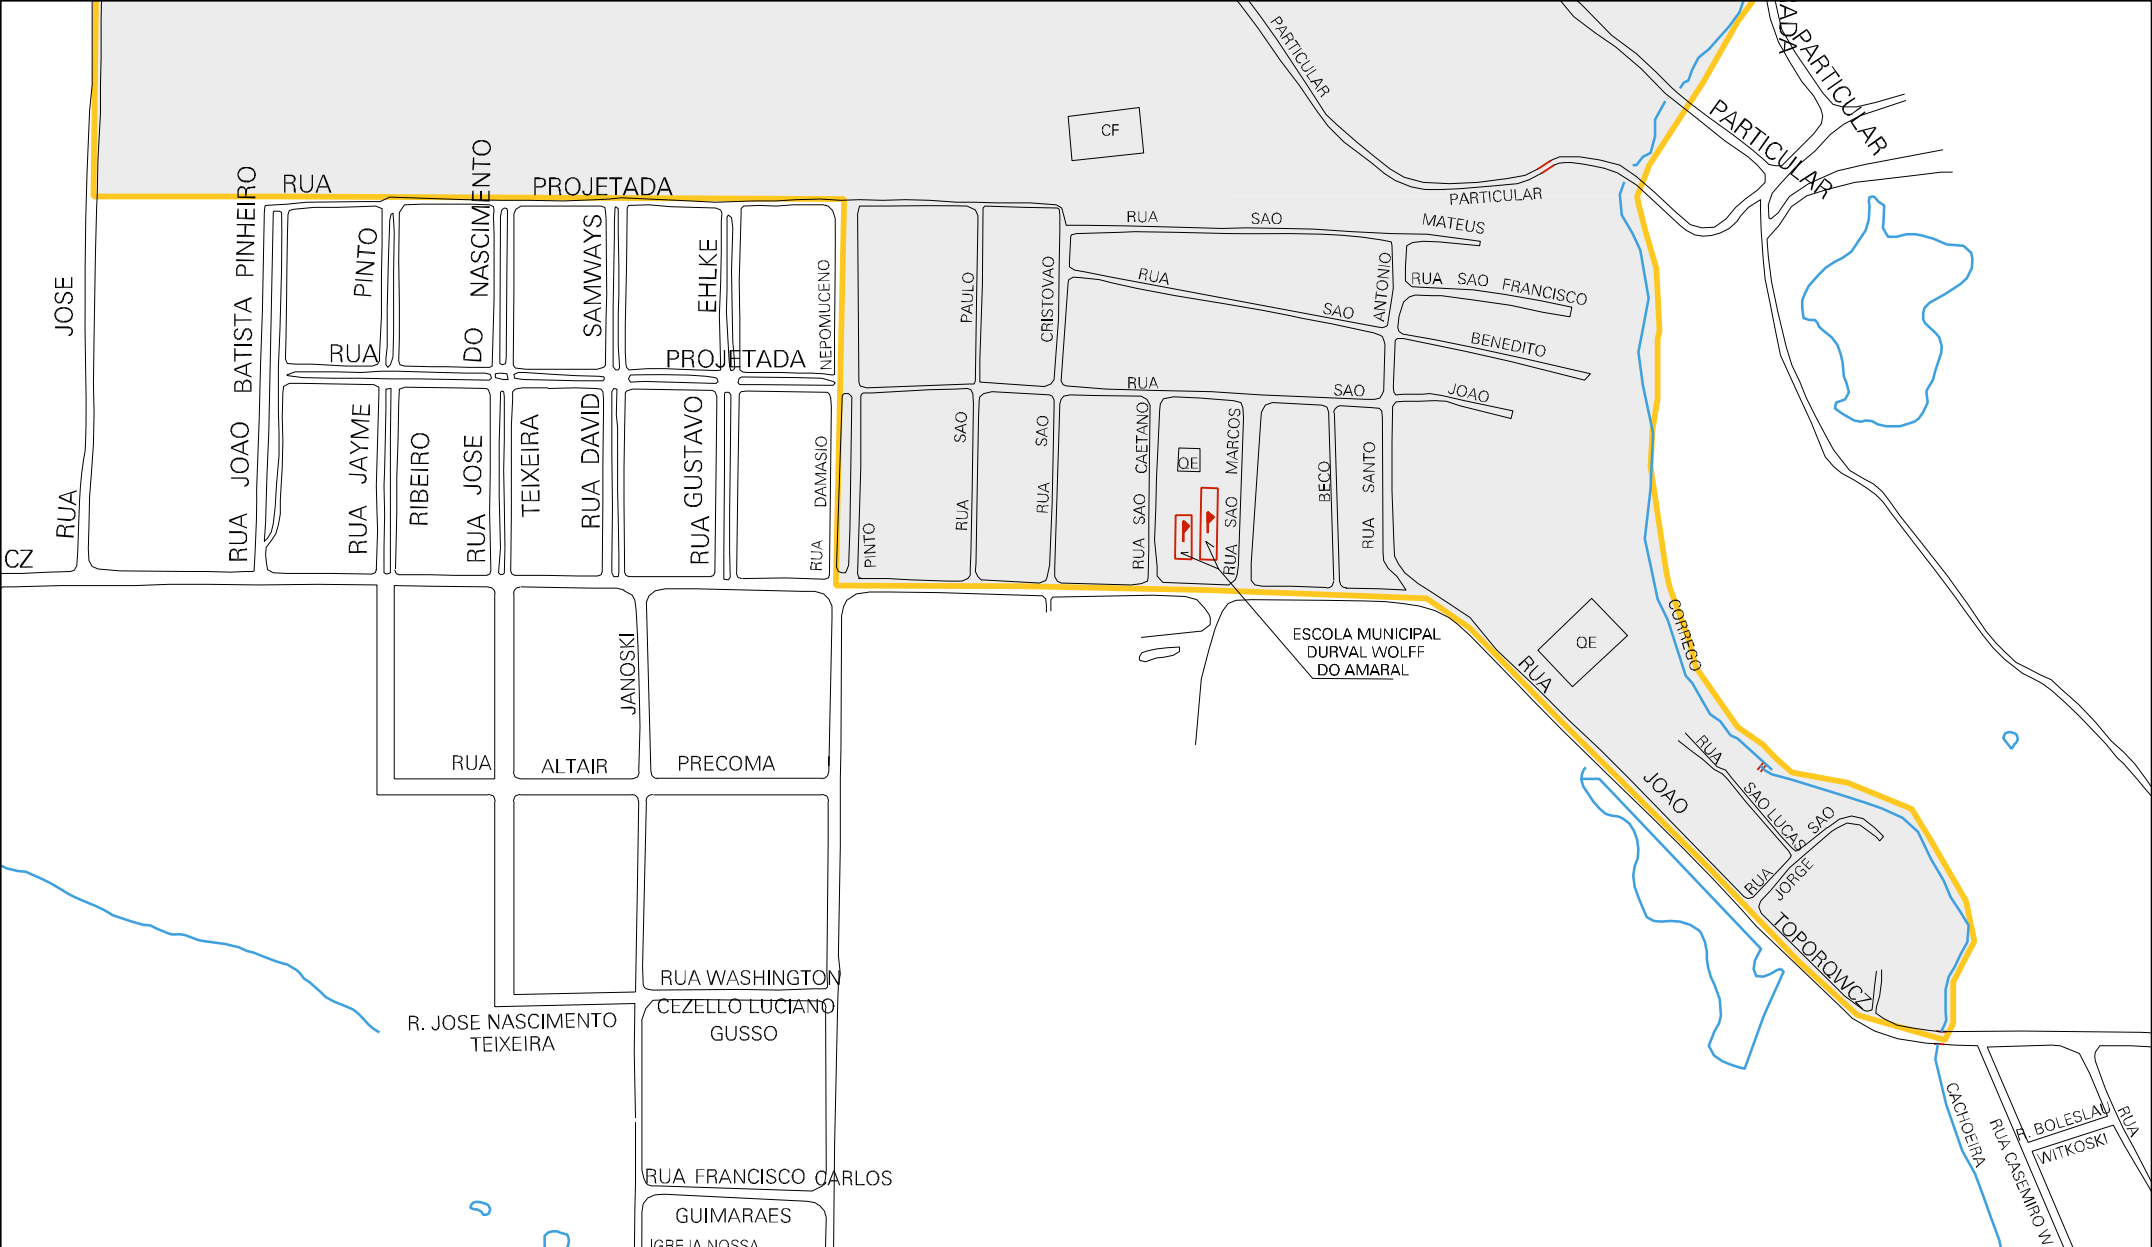 PARTICULAR
PARTICULAR
PARTICULAR
PARTICULAR
CF
RUA PROJETADA
RUA SAO MATEUS
RUA SAO FRANCISCO
RUA SAO BENEDITO
RUA SAO JOAO
RUA PROJETADA
RUA JOSE
CZ
RUA JOAO BATISTA PINHEIRO
RUA JAYME PINTO
RIBEIRO
RUA JOSE DO NASCIMENTO
TEIXEIRA
RUA DAVID SAMWAYS
RUA GUSTAVO EHLKE
RUA DAMASIO NEPOMUCENO
PINTO
RUA SAO PAULO
RUA SAO CRISTOVAO
RUA SAO CAETANO
RUA SAO MARCOS
BECO
RUA SANTO ANTONIO
QE
ESCOLA MUNICIPAL
DURVAL WOLFF
DO AMARAL
QE
CORREGO
RUA JOAO TOPOROWCZ
RUA SAO LUCAS
RUA SAO
JORGE
JANOSKI
RUA ALTAIR PRECOMA
RUA WASHINGTON
CEZELLO LUCIANO
GUSSO
R. JOSE NASCIMENTO
TEIXEIRA
RUA FRANCISCO CARLOS
GUIMARAES
IGREJA NOSSA
CACHOEIRA
RUA CASEMIRO W
R. BOLESLAU
WITKOSKI
RUA